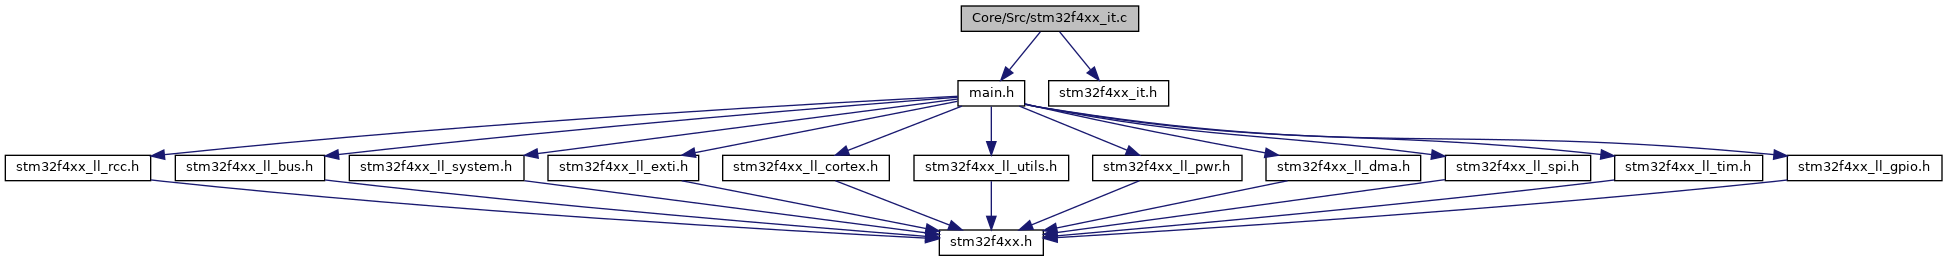 Core/Src/stm32f4xx_it.c
main.h
stm32f4xx_it.h
stm32f4xx_ll_rcc.h
stm32f4xx_ll_bus.h
stm32f4xx_ll_system.h
stm32f4xx_ll_exti.h
stm32f4xx_ll_cortex.h
stm32f4xx_ll_utils.h
stm32f4xx_ll_pwr.h
stm32f4xx_ll_dma.h
stm32f4xx_ll_spi.h
stm32f4xx_ll_tim.h
stm32f4xx_ll_gpio.h
stm32f4xx.h